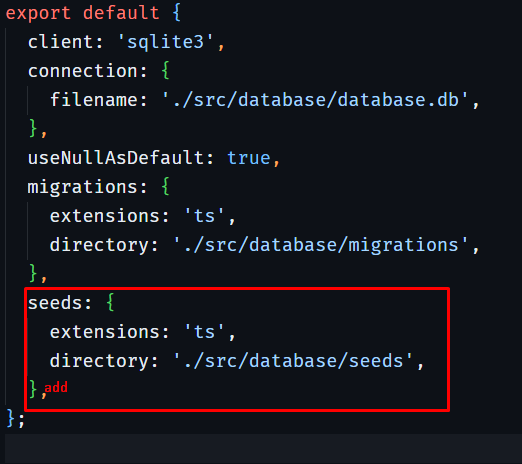 export default {
  client: 'sqlite3',
  connection: {
    filename: './src/database/database.db',
  },
  useNullAsDefault: true,
  migrations: {
    extensions: 'ts',
    directory: './src/database/migrations',
  },
  seeds: {
    extensions: 'ts',
    directory: './src/database/seeds',
  }, add
};